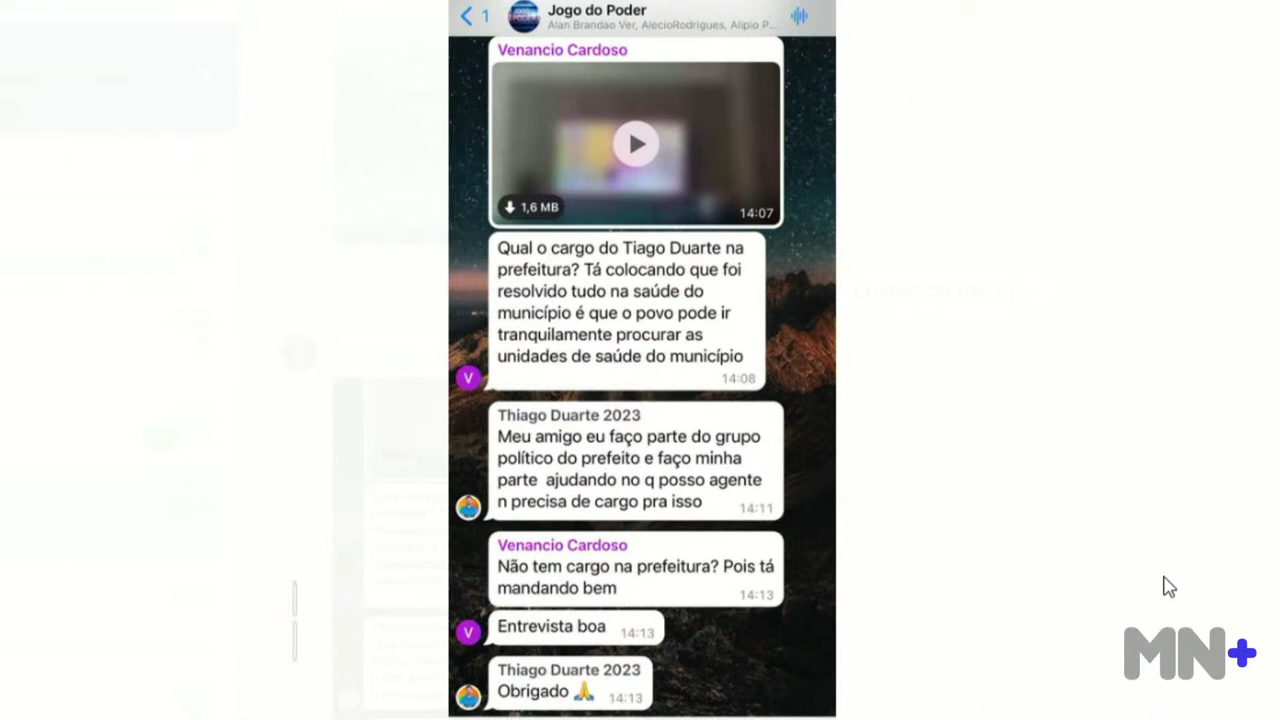 1
Jogo do Poder
Alan Brandao Ver, AlecioRodrigues, Alipio P...
Venancio Cardoso
1,6 MB
14:07
Qual o cargo do Tiago Duarte na
prefeitura? Tá colocando que foi
resolvido tudo na saúde do
município é que o povo pode ir
tranquilamente procurar as
unidades de saúde do município
14:08
V
Thiago Duarte 2023
Meu amigo eu faço parte do grupo
político do prefeito e faço minha
parte ajudando no q posso agente
n precisa de cargo pra isso
14:11
Venancio Cardoso
Não tem cargo na prefeitura? Pois tá
mandando bem
14:13
V
Entrevista boa
14:13
Thiago Duarte 2023
Obrigado 🙏
14:13
MN+